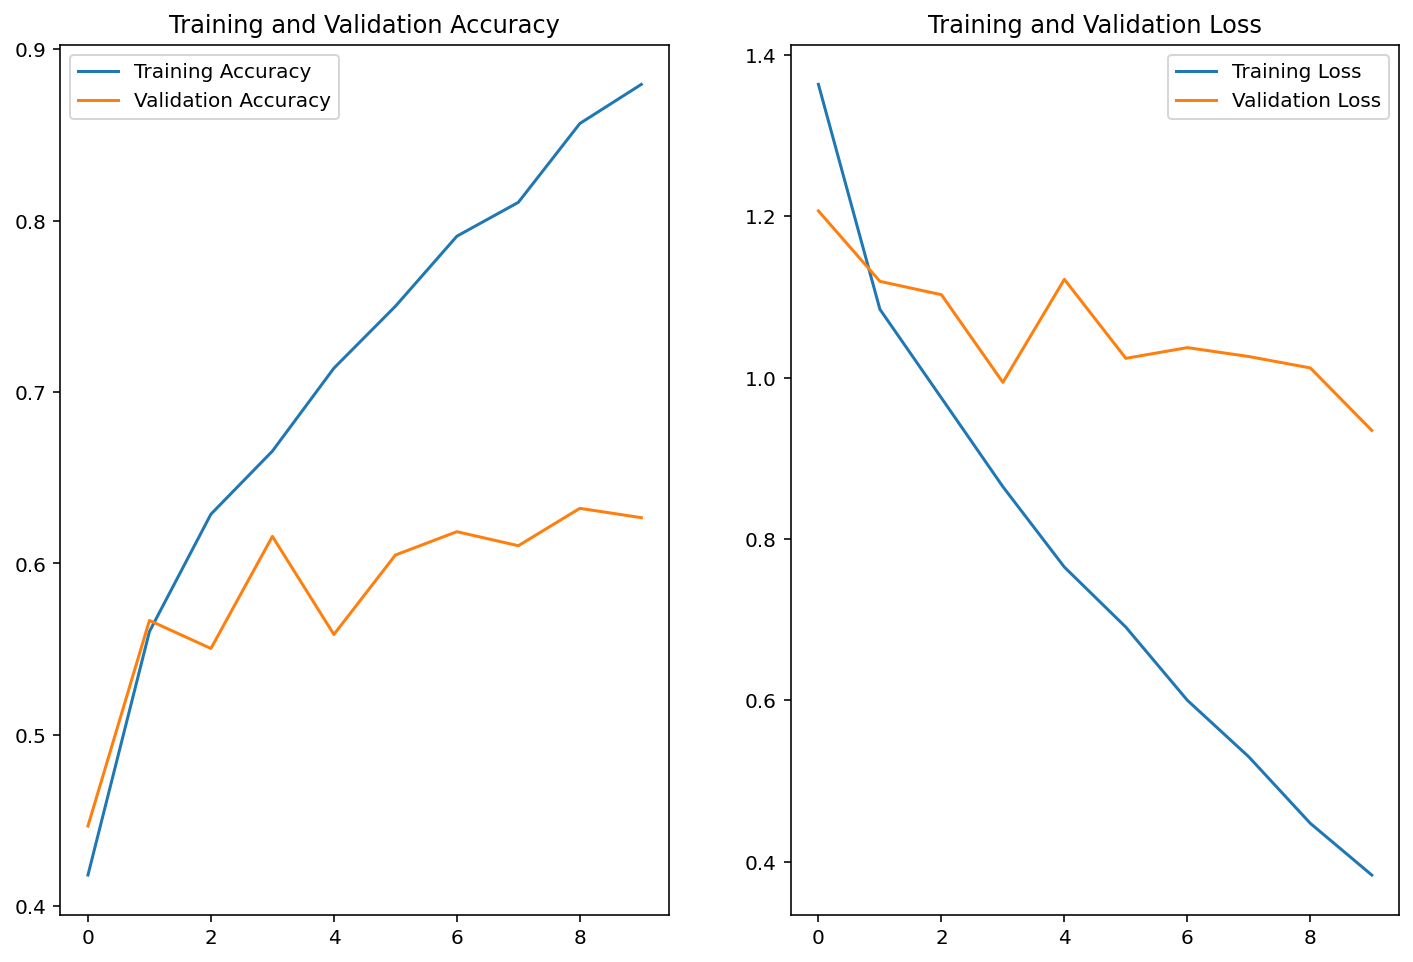 Training and Validation Accuracy
Training Accuracy
Validation Accuracy
0.9
0.8
0.7
0.6
0.5
0.4
0 2 4 6 8
Training and Validation Loss
Training Loss
Validation Loss
1.4
1.2
1.0
0.8
0.6
0.4
0 2 4 6 8